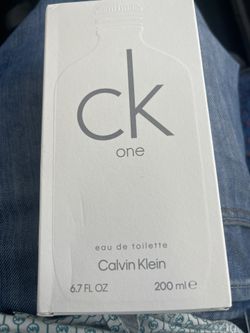 ck
one
eau de toilette
Calvin Klein
6.7 FL OZ 200 ml ℮